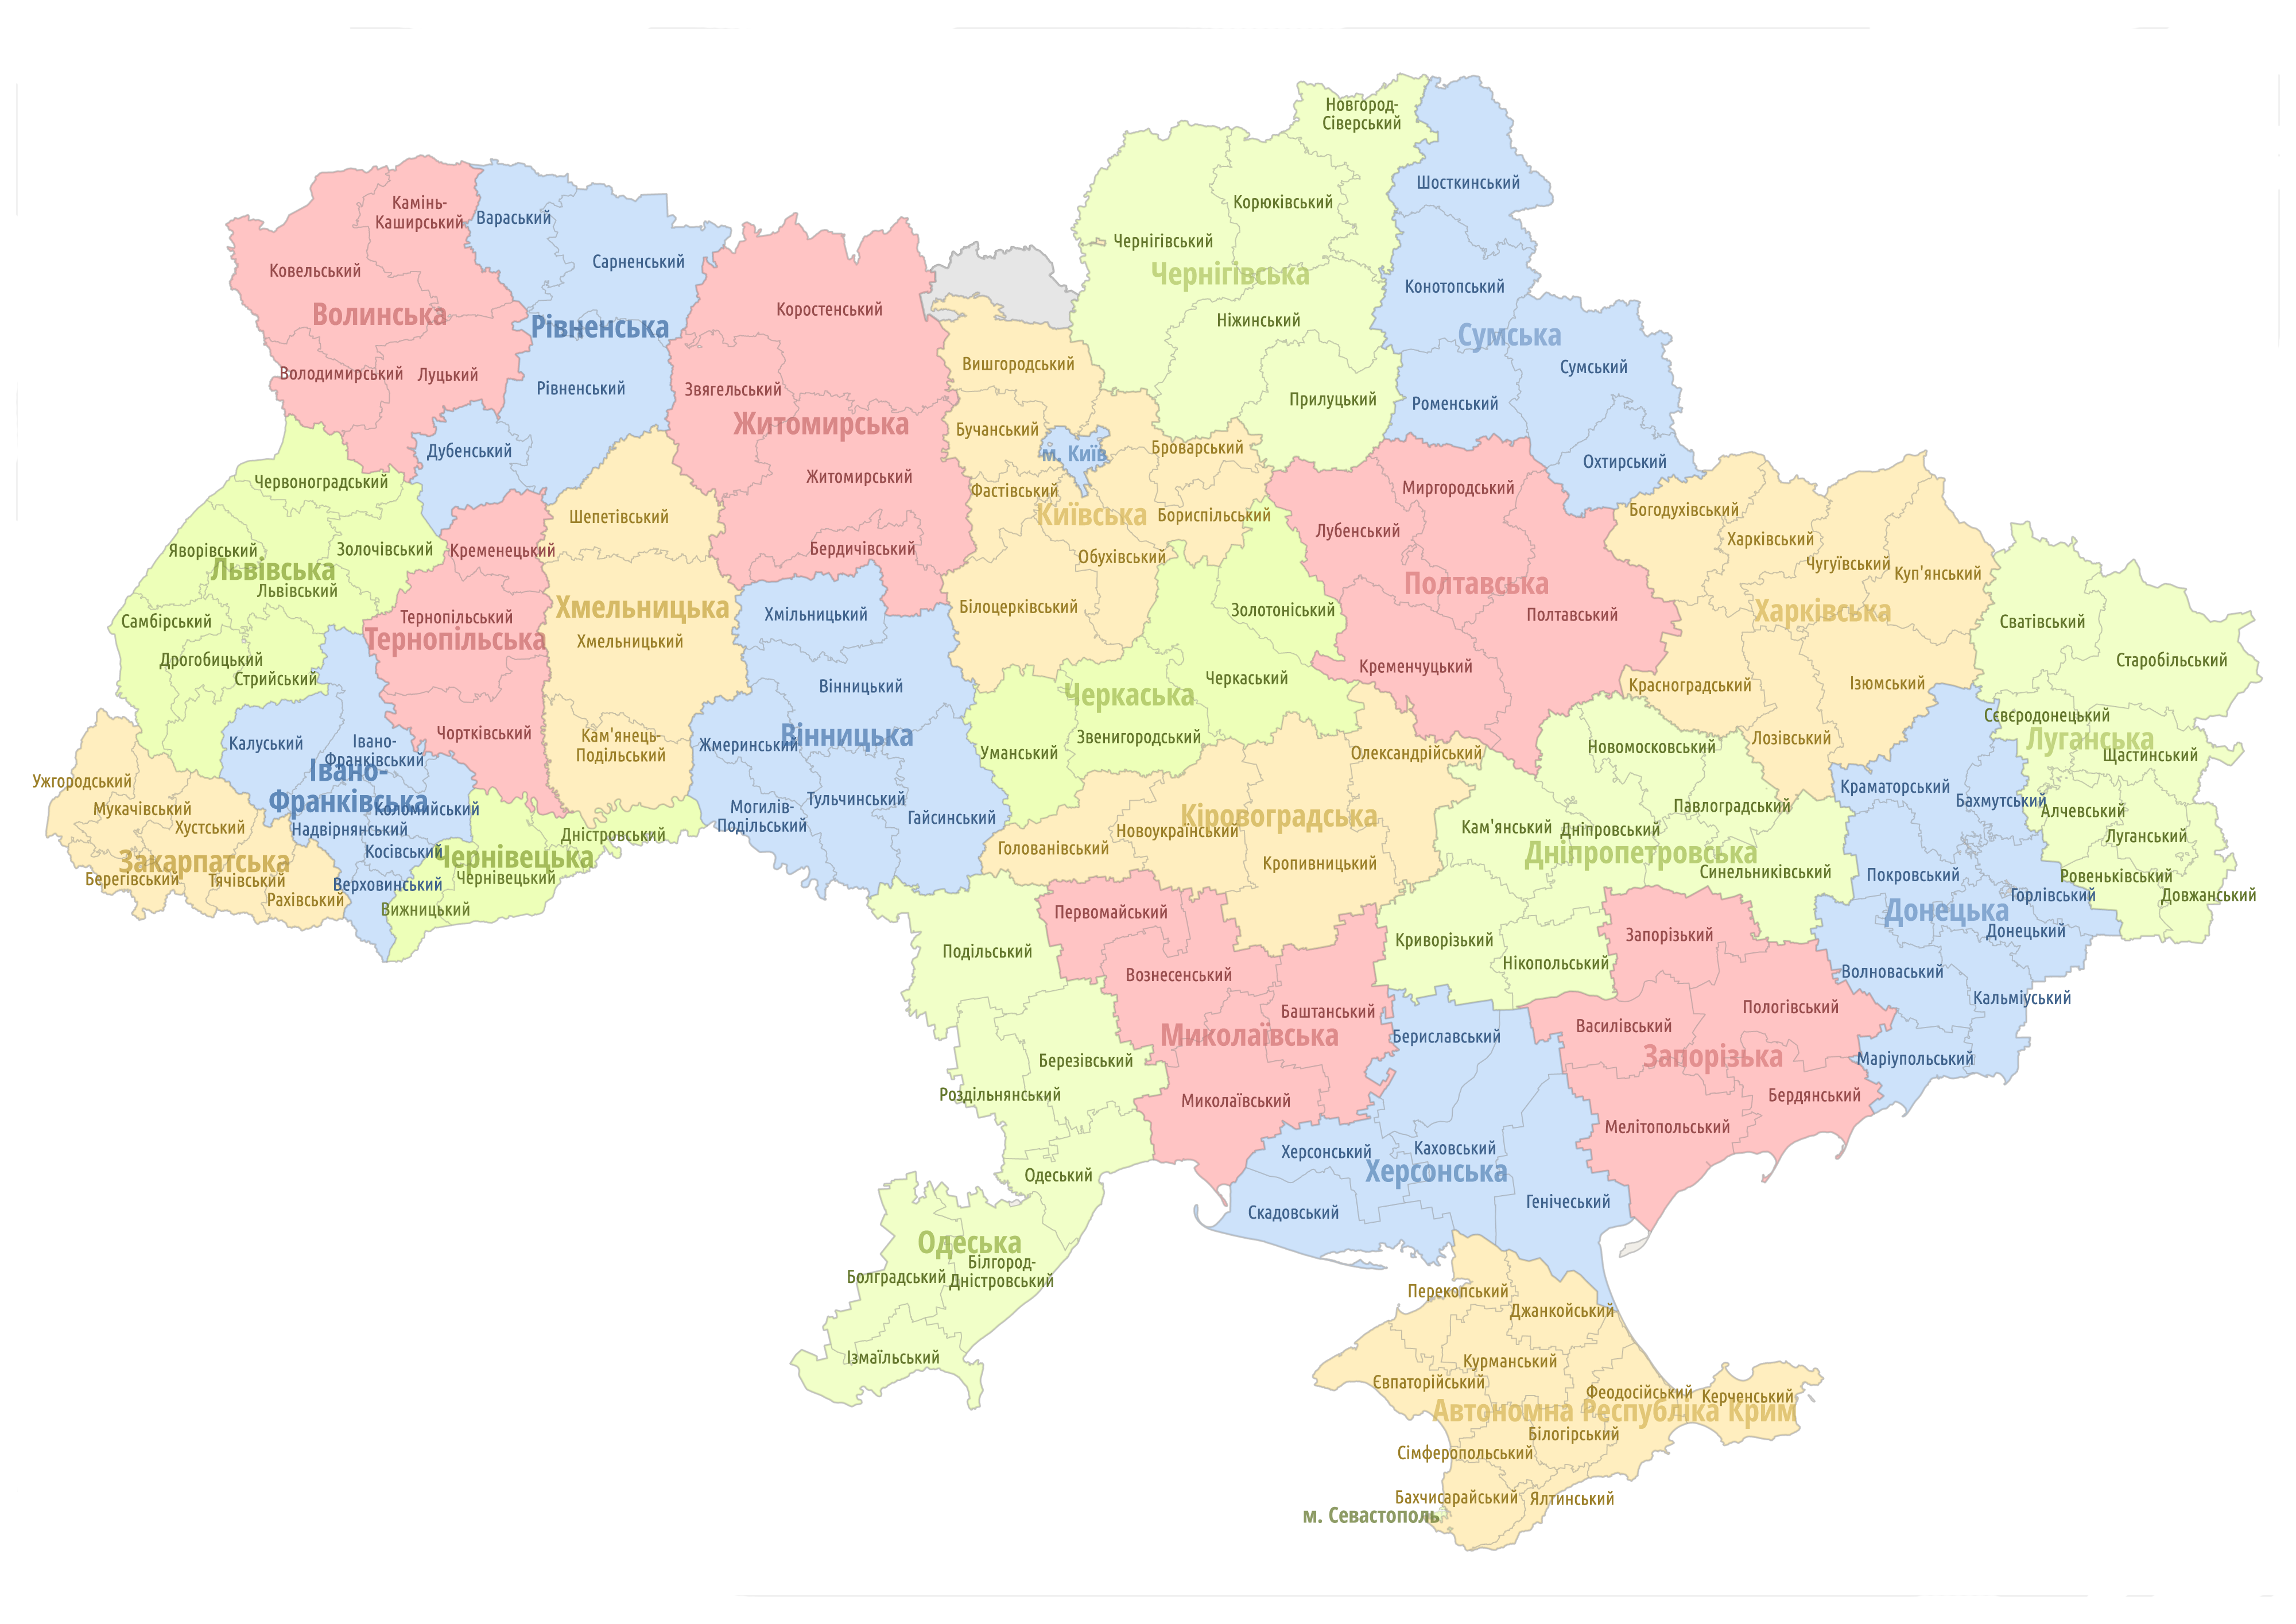 Новгород-
Сіверський
Шосткинський
Корюківський
Чернігівський
Чернігівська
Ніжинський
Прилуцький
Конотопський
Сумська
Сумський
Роменський
Охтирський
Камінь-
Каширський
Ковельський
Волинська
Володимирський
Луцький
Вараський
Сарненський
Рівненська
Рівненський
Дубенський
Коростенський
Звягельський
Житомирська
Житомирський
Бердичівський
Вишгородський
Бучанський
м. Київ
Броварський
Фастівський
Київська
Бориспільський
Обухівський
Білоцерківський
Червоноградський
Яворівський
Золочівський
Львівська
Львівський
Самбірський
Дрогобицький
Стрийський
Кременецький
Тернопільський
Тернопільська
Чортківський
Шепетівський
Хмельницька
Хмельницький
Кам'янець-
Подільський
Хмільницький
Вінницький
Вінницька
Жмеринський
Могилів-
Подільський
Тульчинський
Гайсинський
Золотоніський
Черкаський
Черкаська
Звенигородський
Уманський
Миргородський
Лубенський
Полтавська
Полтавський
Кременчуцький
Богодухівський
Харківський
Чугуївський
Куп'янський
Харківська
Красноградський
Ізюмський
Лозівський
Сватівський
Старобільський
Сєвєродонецький
Луганська
Щастинський
Алчевський
Луганський
Ровеньківський
Довжанський
Калуський
Івано-
Франківський
Івано-
Франківська
Коломийський
Надвірнянський
Косівський
Верховинський
Ужгородський
Мукачівський
Хустський
Закарпатська
Берегівський
Тячівський
Рахівський
Дністровський
Чернівецька
Чернівецький
Вижницький
Олександрійський
Кіровоградська
Новоукраїнський
Голованівський
Кропивницький
Новомосковський
Павлоградський
Кам'янський
Дніпровський
Дніпропетровська
Синельниківський
Криворізький
Нікопольський
Краматорський
Бахмутський
Покровський
Горлівський
Донецька
Донецький
Волноваський
Кальміуський
Маріупольський
Первомайський
Вознесенський
Баштанський
Миколаївська
Миколаївський
Подільський
Березівський
Роздільнянський
Одеський
Одеська
Білгород-
Дністровський
Болградський
Ізмаїльський
Запорізький
Пологівський
Василівський
Запорізька
Бердянський
Мелітопольський
Бериславський
Херсонський
Каховський
Херсонська
Генічеський
Скадовський
Перекопський
Джанкойський
Курманський
Євпаторійський
Феодосійський
Керченський
Автономна Республіка Крим
Білогірський
Сімферопольський
Бахчисарайський
Ялтинський
м. Севастополь